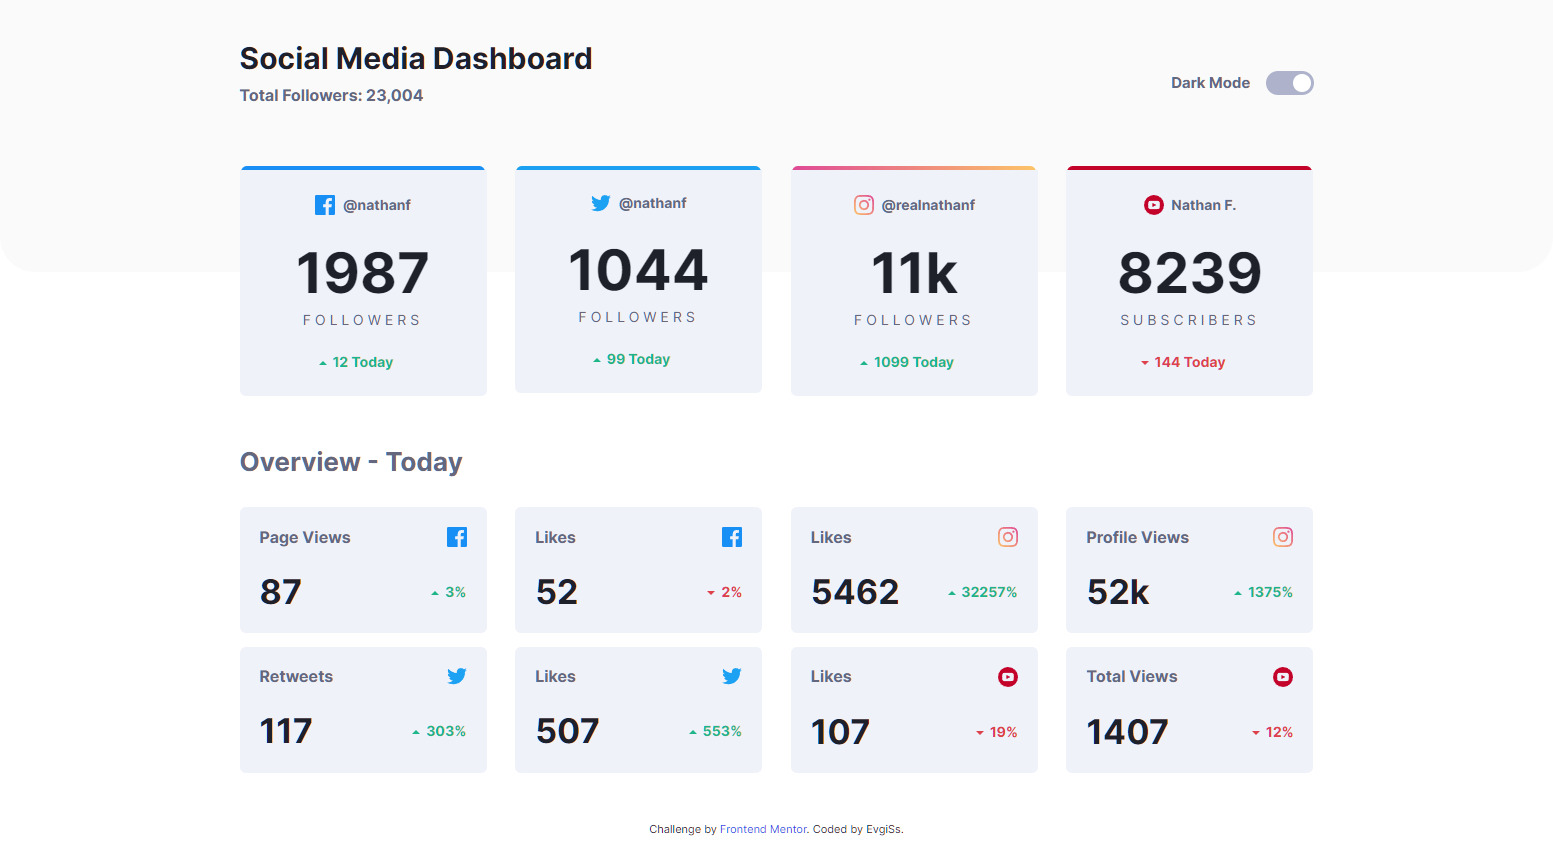 Social Media Dashboard
Total Followers: 23,004
Dark Mode
@nathanf
1987
FOLLOWERS
12 Today
@nathanf
1044
FOLLOWERS
99 Today
@realnathanf
11k
FOLLOWERS
1099 Today
Nathan F.
8239
SUBSCRIBERS
144 Today
Overview - Today
Page Views
87
3%
Likes
52
2%
Likes
5462
32257%
Profile Views
52k
1375%
Retweets
117
303%
Likes
507
553%
Likes
107
19%
Total Views
1407
12%
Challenge by Frontend Mentor. Coded by EvgiSs.